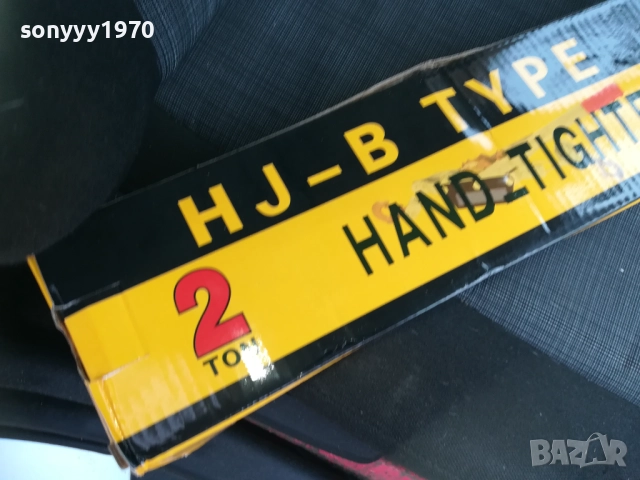 sonyyy1970
HJ-B TYPE
HAND TIGHTE
2
TON
BAZAR